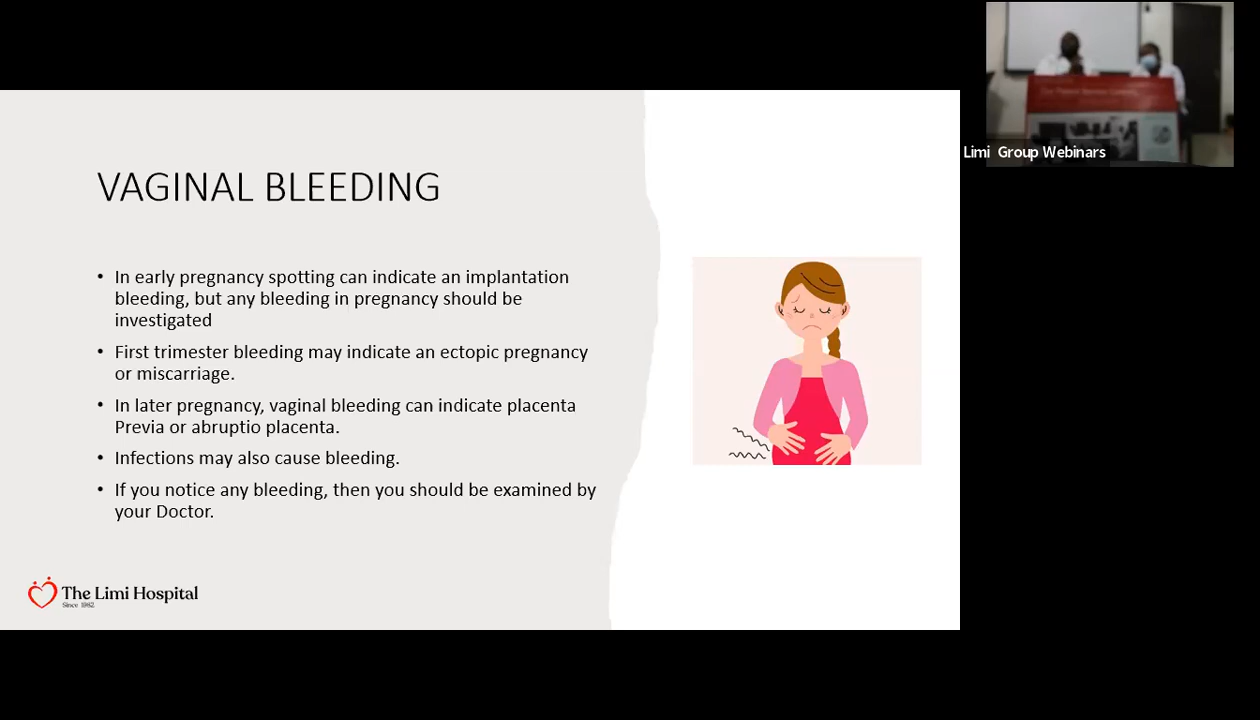 VAGINAL BLEEDING
• In early pregnancy spotting can indicate an implantation
bleeding, but any bleeding in pregnancy should be
investigated
• First trimester bleeding may indicate an ectopic pregnancy
or miscarriage.
• In later pregnancy, vaginal bleeding can indicate placenta
Previa or abruptio placenta.
• Infections may also cause bleeding.
• If you notice any bleeding, then you should be examined by
your Doctor.
The Limi Hospital
Since 1982
Limi Group Webinars